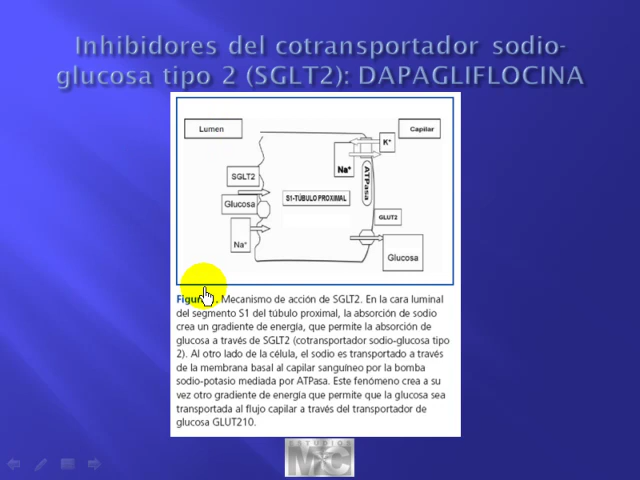 Inhibidores del cotransportador sodio-
glucosa tipo 2 (SGLT2): DAPAGLIFLOCINA
Lumen
Capilar
K⁺
Na⁺
ATPasa
SGLT2
Glucosa
S1-TÚBULO PROXIMAL
GLUT2
Na⁺
Glucosa
Mecanismo de acción de SGLT2. En la cara luminal
del segmento S1 del túbulo proximal, la absorción de sodio
crea un gradiente de energía, que permite la absorción de
glucosa a través de SGLT2 (cotransportador sodio-glucosa tipo
2). Al otro lado de la célula, el sodio es transportado a través
de la membrana basal al capilar sanguíneo por la bomba
sodio-potasio mediada por ATPasa. Este fenómeno crea a su
vez otro gradiente de energía que permite que la glucosa sea
transportada al flujo capilar a través del transportador de
glucosa GLUT210.
ESTUDIOS
MC